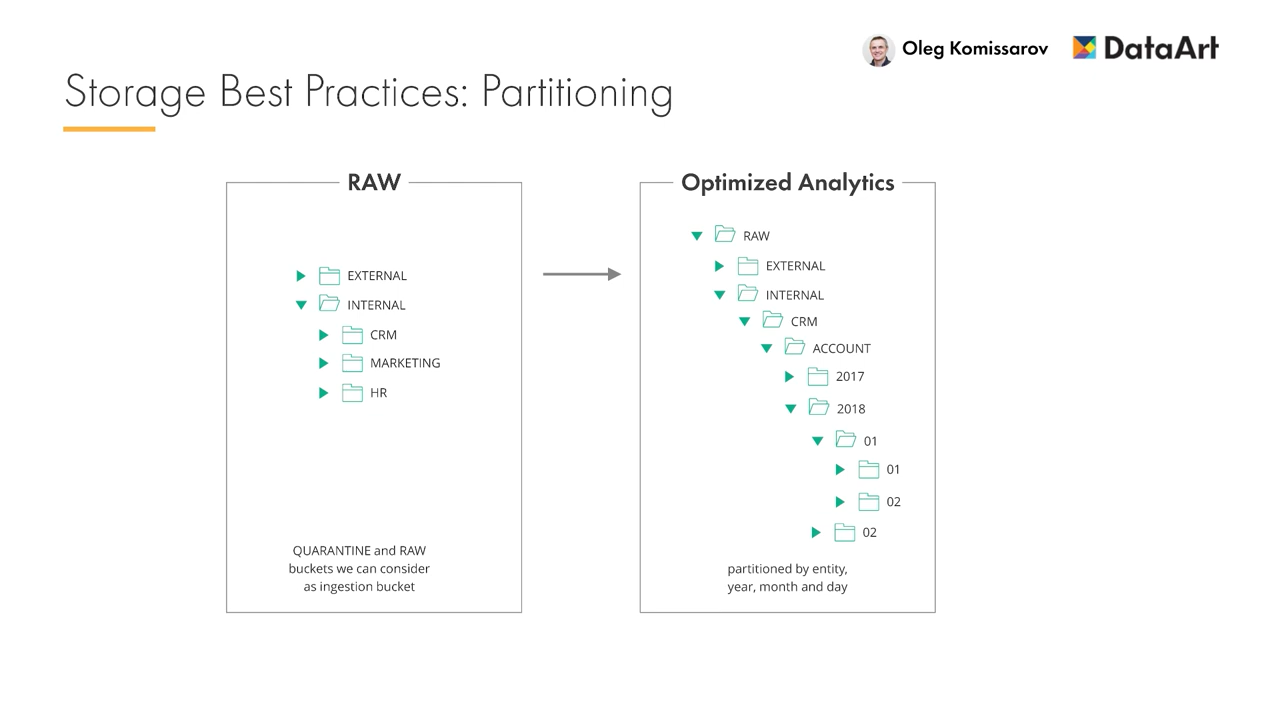 Oleg Komissarov
DataArt
Storage Best Practices: Partitioning
RAW
EXTERNAL
INTERNAL
CRM
MARKETING
HR
QUARANTINE and RAW
buckets we can consider
as ingestion bucket
Optimized Analytics
RAW
EXTERNAL
INTERNAL
CRM
ACCOUNT
2017
2018
01
01
02
02
partitioned by entity,
year, month and day